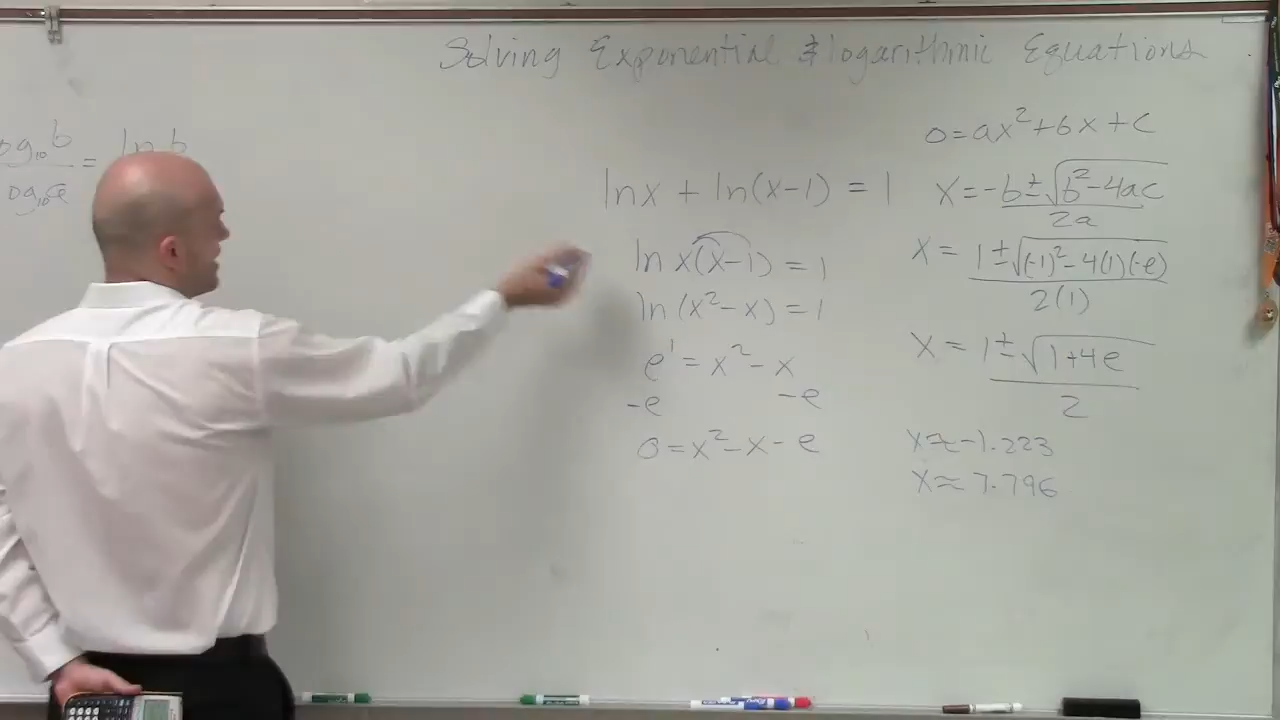 Solving Exponential & logarithmic Equations
og₁₀ b / og₁₀ a = ln b
ln x + ln(x-1) = 1
ln x(x-1) = 1
ln (x²-x) = 1
e¹ = x² - x
-e -e
0 = x² - x - e
0 = ax² + bx + c
x = -b ± √(b²-4ac) / 2a
x = 1 ± √((-1)² - 4(1)(-e)) / 2(1)
x = 1 ± √(1+4e) / 2
x ≈ -1.223
x ≈ 7.796